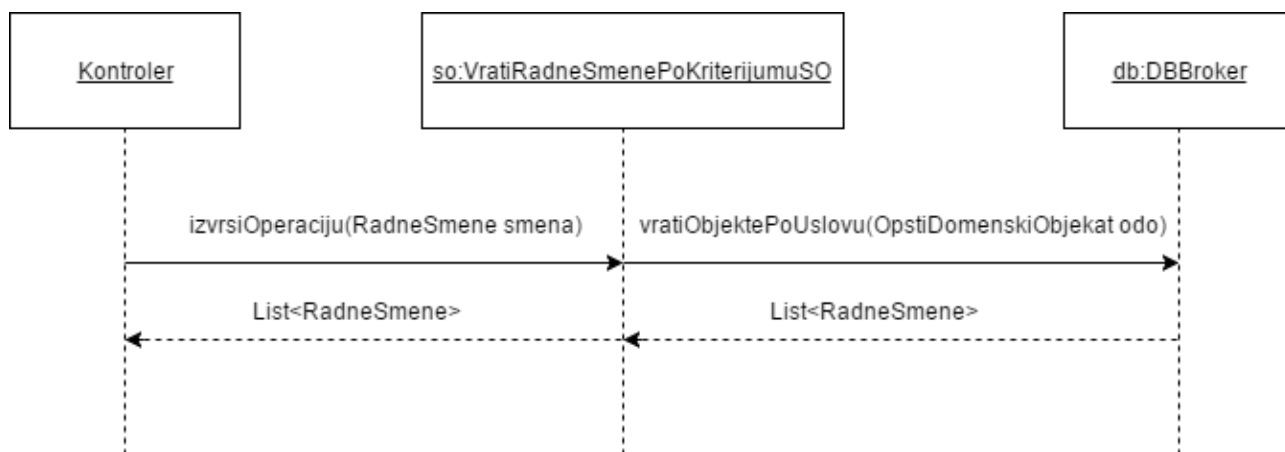 Kontroler
so:VratiRadneSmenePoKriterijumuSO
db:DBBroker
izvrsiOperaciju(RadneSmene smena)
vratiObjektePoUslovu(OpstiDomenskiObjekat odo)
List<RadneSmene>
List<RadneSmene>